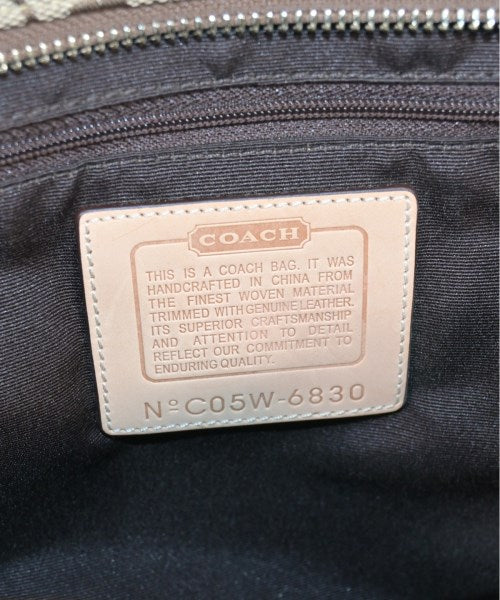 COACH
THIS IS A COACH BAG. IT WAS
HANDCRAFTED IN CHINA FROM
THE FINEST WOVEN MATERIAL
TRIMMED WITH GENUINE LEATHER.
ITS SUPERIOR CRAFTSMANSHIP
AND ATTENTION TO DETAIL
REFLECT OUR COMMITMENT TO
ENDURING QUALITY.
Nº C05W-6830